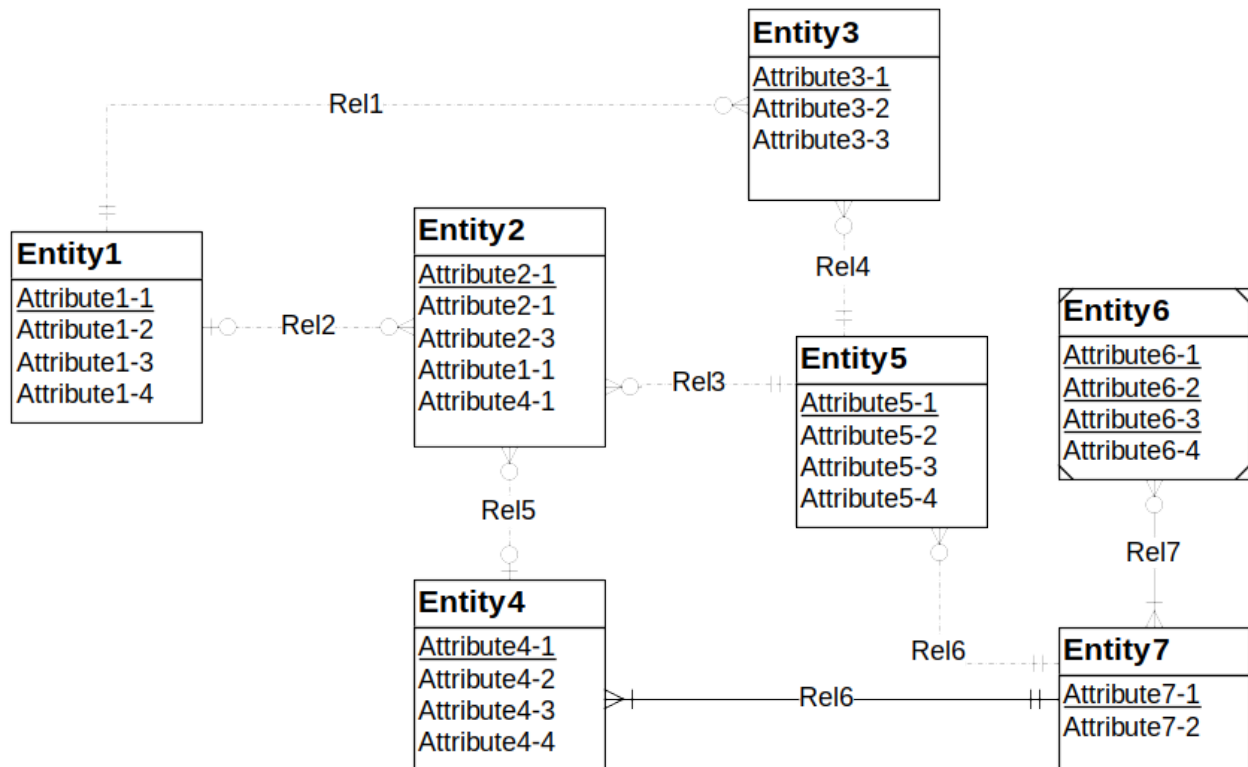 Entity3
Attribute3-1
Attribute3-2
Attribute3-3
Rel1
Entity1
Attribute1-1
Attribute1-2
Attribute1-3
Attribute1-4
Rel2
Entity2
Attribute2-1
Attribute2-1
Attribute2-3
Attribute1-1
Attribute4-1
Rel3
Rel4
Entity5
Attribute5-1
Attribute5-2
Attribute5-3
Attribute5-4
Entity6
Attribute6-1
Attribute6-2
Attribute6-3
Attribute6-4
Rel5
Rel7
Entity4
Attribute4-1
Attribute4-2
Attribute4-3
Attribute4-4
Rel6
Rel6
Entity7
Attribute7-1
Attribute7-2